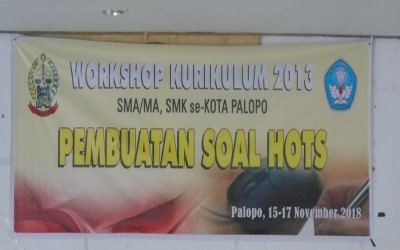 WORKSHOP KURIKULUM 2013
SMA/MA, SMK se-KOTA PALOPO
PEMBUATAN SOAL HOTS
Palopo, 15-17 November 2018